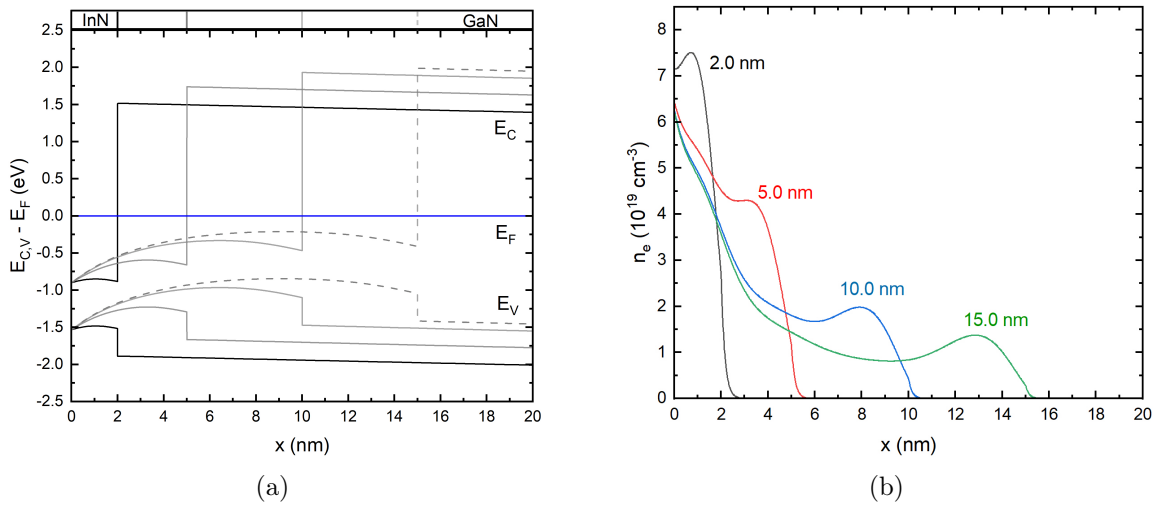 InN GaN
2.5
2.0
1.5
1.0
0.5
0.0
-0.5
-1.0
-1.5
-2.0
-2.5
E_C,V - E_F (eV)
E_C
E_F
E_V
0 2 4 6 8 10 12 14 16 18 20
x (nm)
(a)
8
7
6
5
4
3
2
1
0
n_e (10^19 cm^-3)
2.0 nm
5.0 nm
10.0 nm
15.0 nm
0 2 4 6 8 10 12 14 16 18 20
x (nm)
(b)